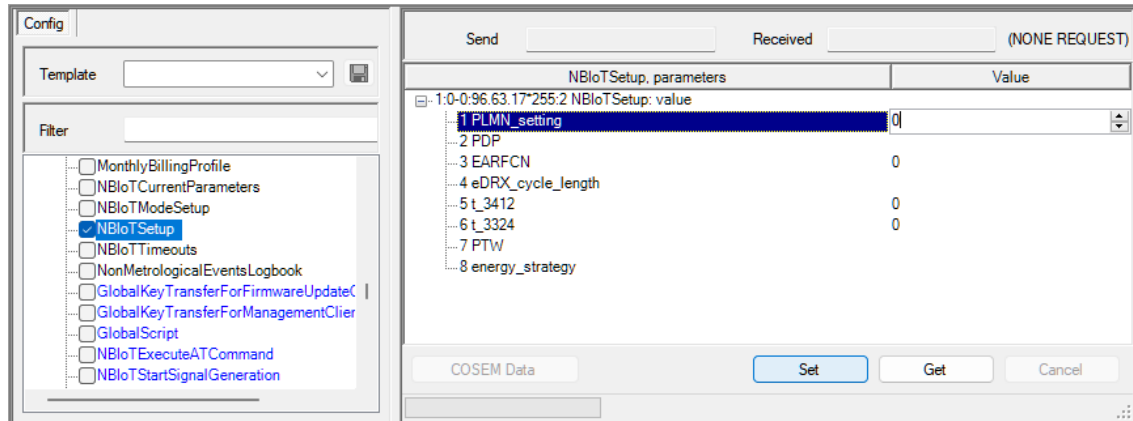 Config
Template
Filter
MonthlyBillingProfile
NBIoTCurrentParameters
NBIoTModeSetup
NBIoTSetup
NBIoTTimeouts
NonMetrologicalEventsLogbook
GlobalKeyTransferForFirmwareUpdate
GlobalKeyTransferForManagementClier
GlobalScript
NBIoTExecuteATCommand
NBIoTStartSignalGeneration
Send Received (NONE REQUEST)
NBIoTSetup, parameters Value
1:0-0:96.63.17*255:2 NBIoTSetup: value
1 PLMN_setting 0
2 PDP
3 EARFCN 0
4 eDRX_cycle_length
5 t_3412 0
6 t_3324 0
7 PTW
8 energy_strategy
COSEM Data Set Get Cancel